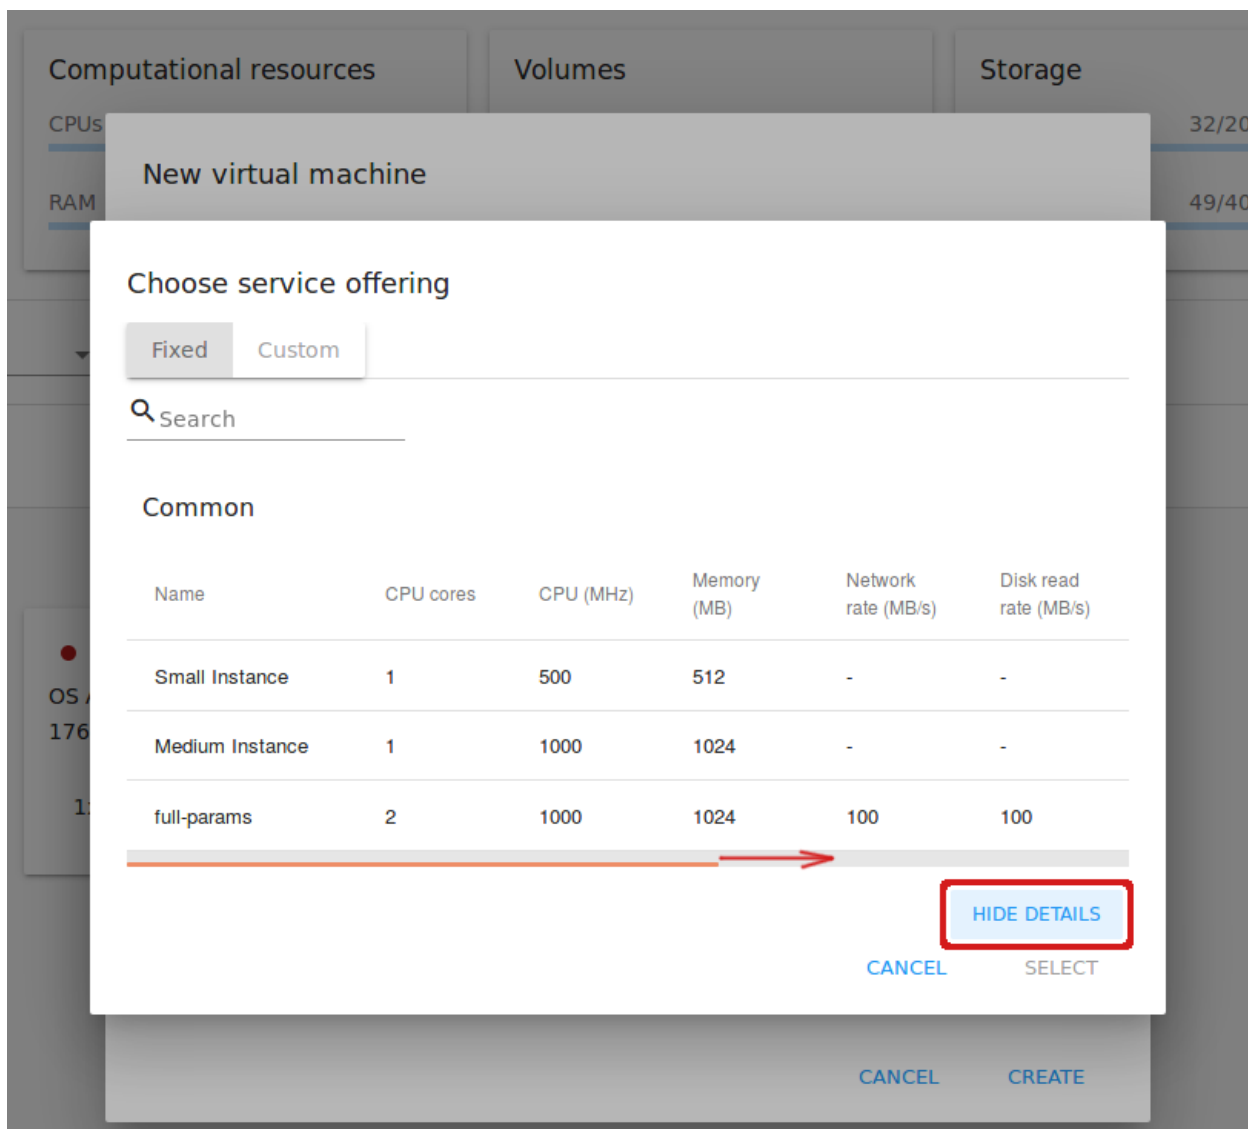 Computational resources
Volumes
Storage
CPUs
32/20
New virtual machine
RAM
49/40
Choose service offering
Fixed Custom
Search
Common
Name CPU cores CPU (MHz) Memory (MB) Network rate (MB/s) Disk read rate (MB/s)
Small Instance 1 500 512 - -
Medium Instance 1 1000 1024 - -
full-params 2 1000 1024 100 100
OS
176
HIDE DETAILS
CANCEL SELECT
CANCEL CREATE